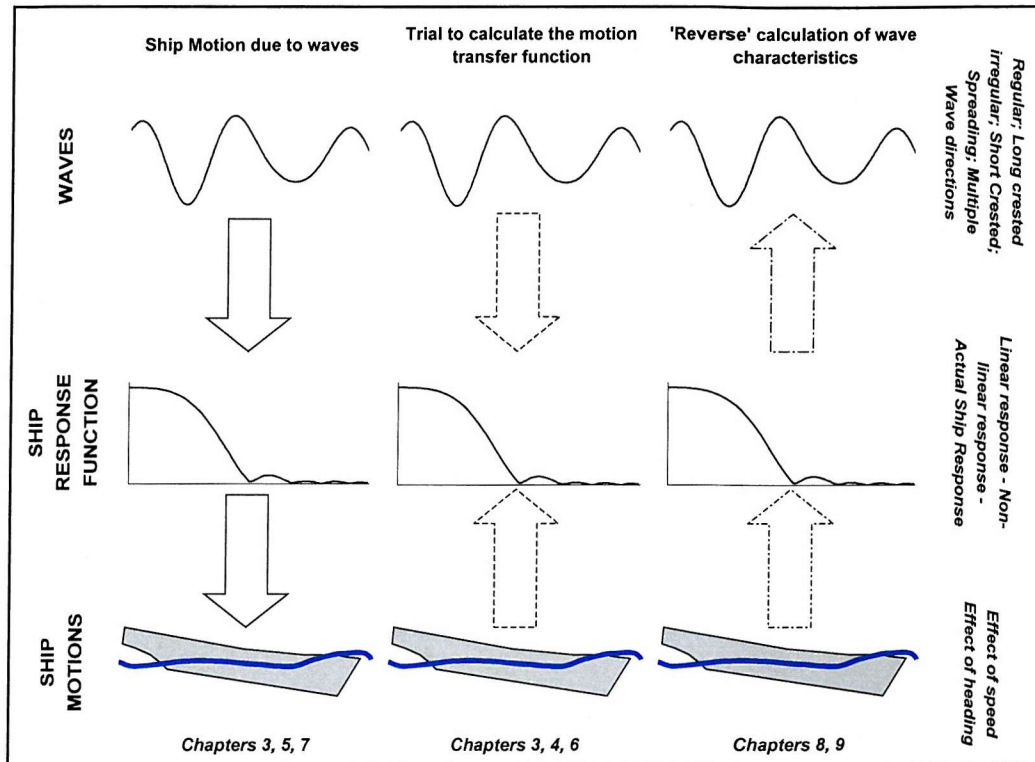 Ship Motion due to waves
Trial to calculate the motion
transfer function
'Reverse' calculation of wave
characteristics
WAVES
Regular; Long crested
irregular; Short Crested;
Spreading; Multiple
Wave directions
SHIP
RESPONSE
FUNCTION
Linear response - Non-
linear response -
Actual Ship Response
SHIP
MOTIONS
Effect of speed
Effect of heading
Chapters 3, 5, 7
Chapters 3, 4, 6
Chapters 8, 9